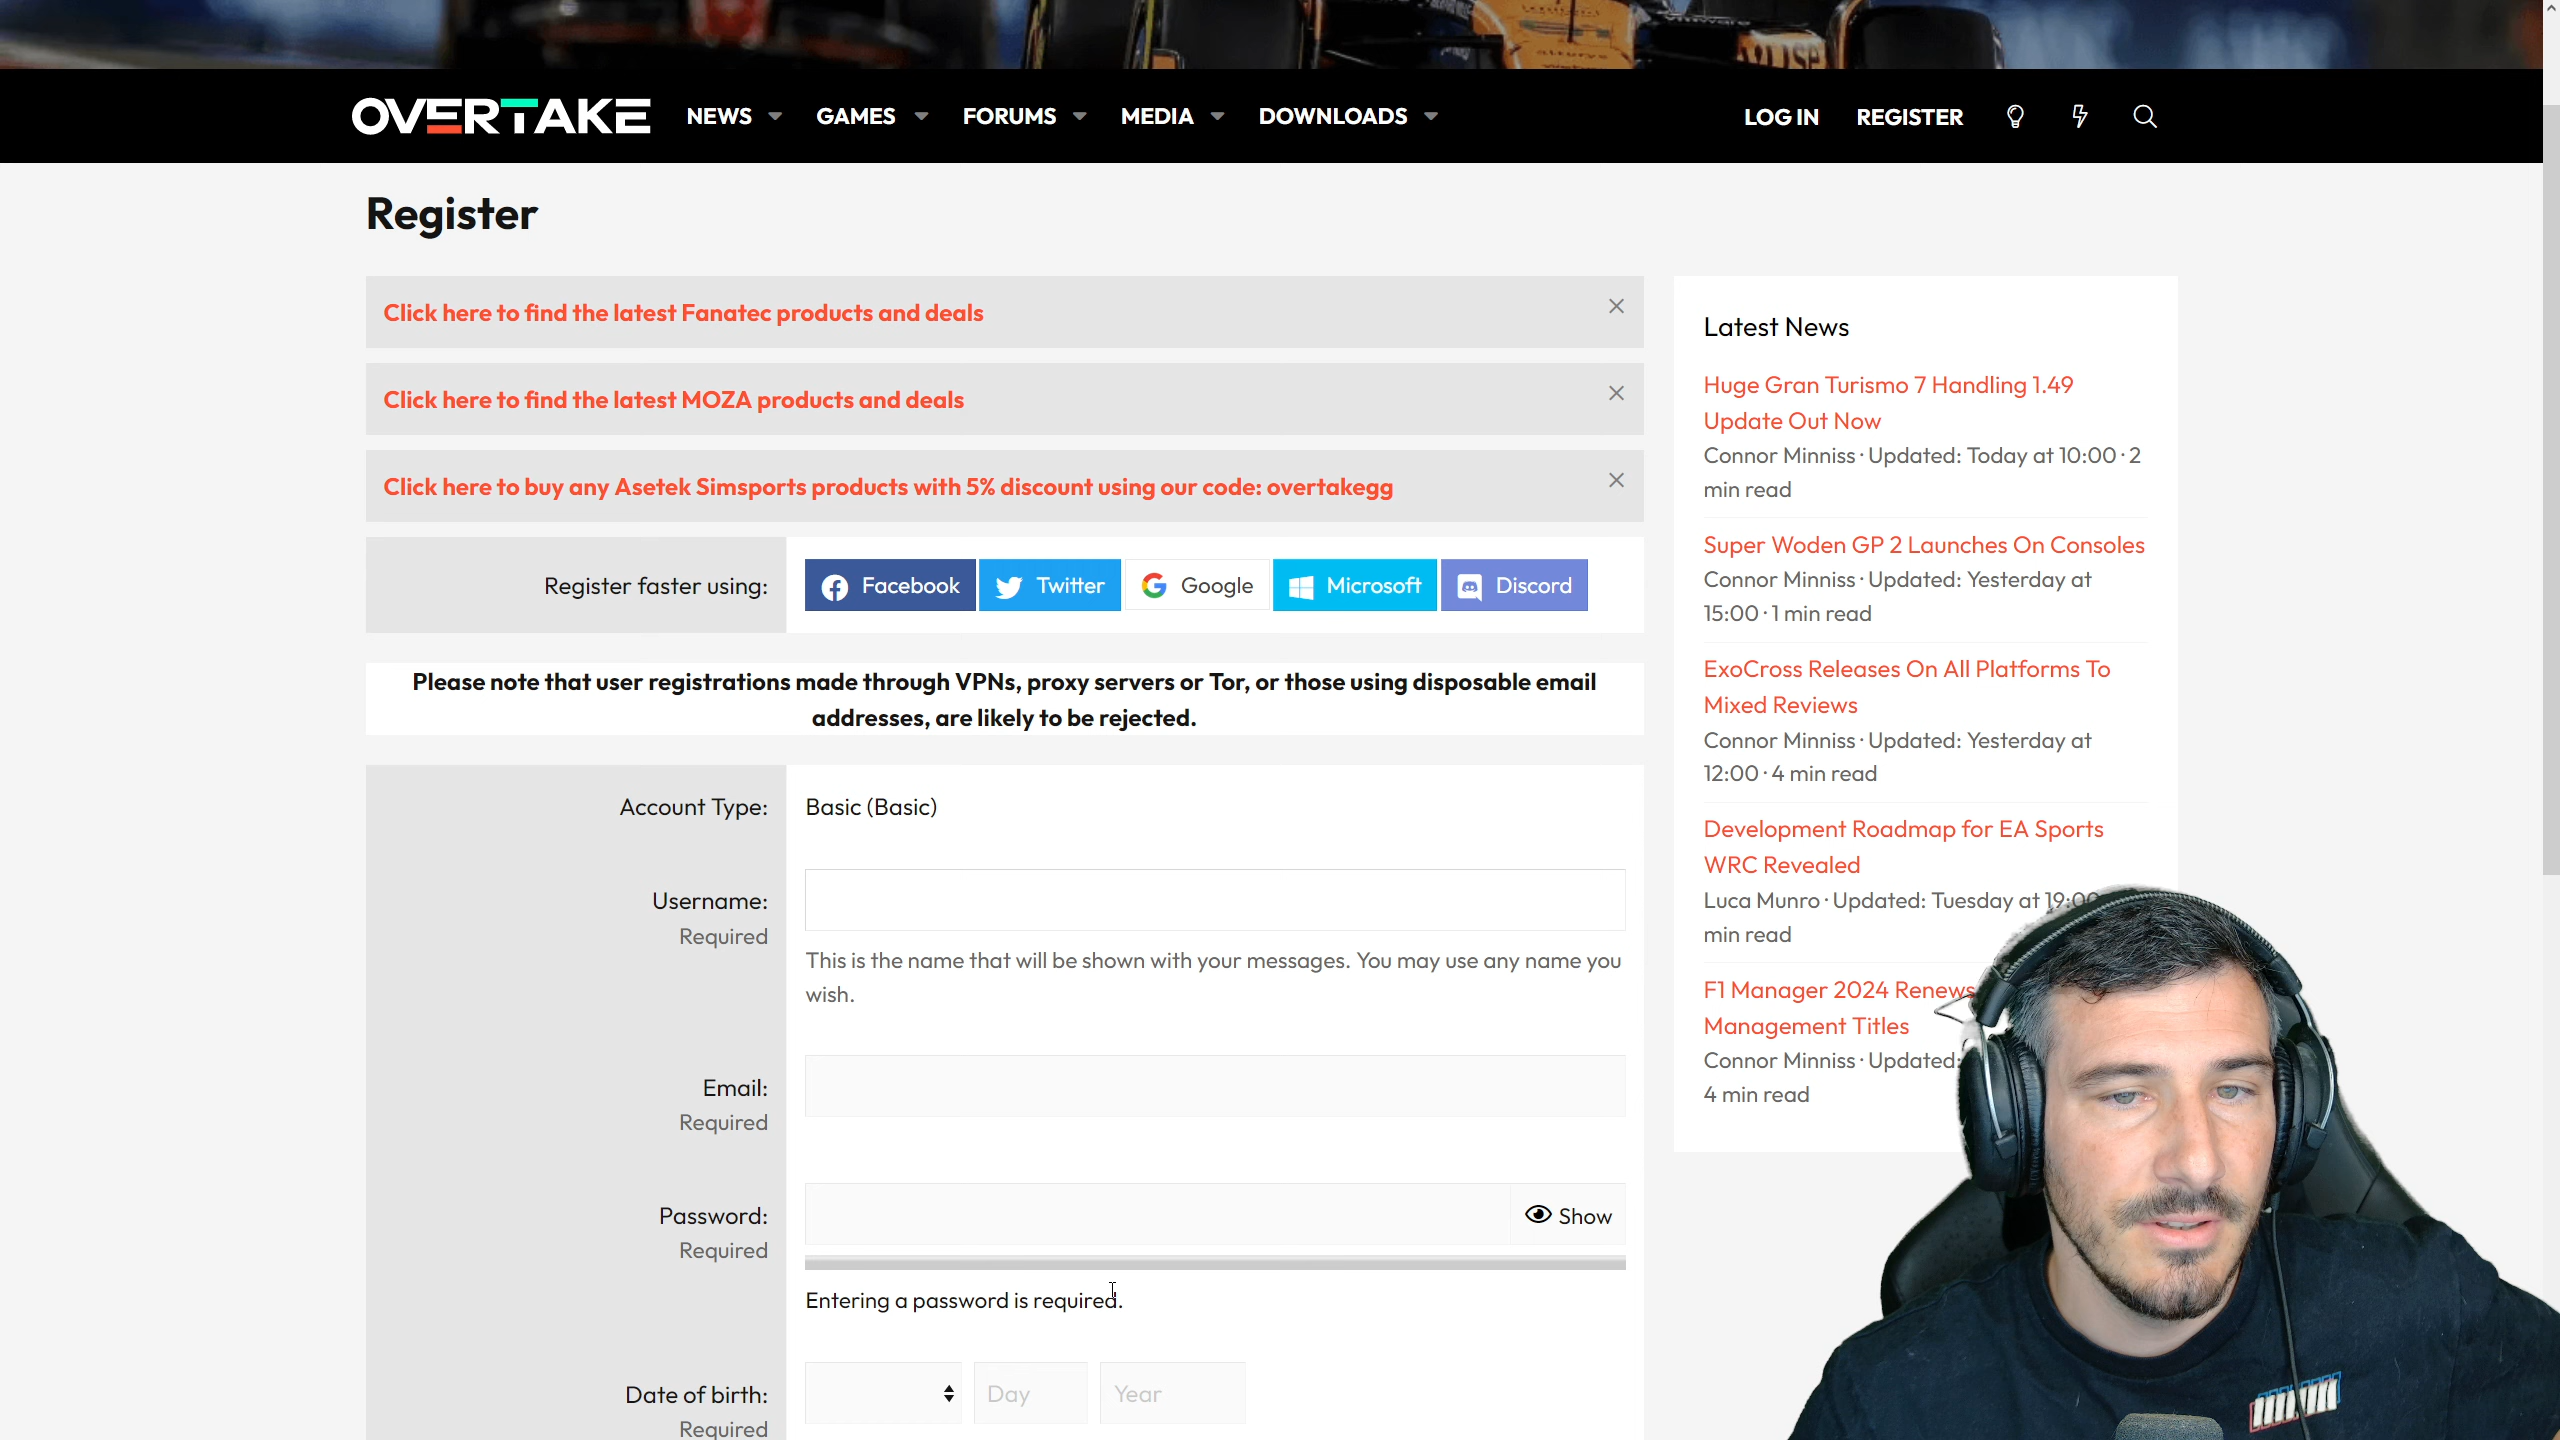 OVERTAKE NEWS GAMES FORUMS MEDIA DOWNLOADS LOG IN REGISTER
Register
Click here to find the latest Fanatec products and deals
Click here to find the latest MOZA products and deals
Click here to buy any Asetek Simsports products with 5% discount using our code: overtakegg
Register faster using: Facebook Twitter Google Microsoft Discord
Please note that user registrations made through VPNs, proxy servers or Tor, or those using disposable email
addresses, are likely to be rejected.
Account Type: Basic (Basic)
Username:
Required
This is the name that will be shown with your messages. You may use any name you
wish.
Email:
Required
Password: Show
Required
Entering a password is required.
Date of birth: Day Year
Required
Latest News
Huge Gran Turismo 7 Handling 1.49
Update Out Now
Connor Minniss · Updated: Today at 10:00 · 2
min read
Super Woden GP 2 Launches On Consoles
Connor Minniss · Updated: Yesterday at
15:00 · 1 min read
ExoCross Releases On All Platforms To
Mixed Reviews
Connor Minniss · Updated: Yesterday at
12:00 · 4 min read
Development Roadmap for EA Sports
WRC Revealed
Luca Munro · Updated: Tuesday at 19:00
min read
F1 Manager 2024 Renews
Management Titles
Connor Minniss · Updated:
4 min read